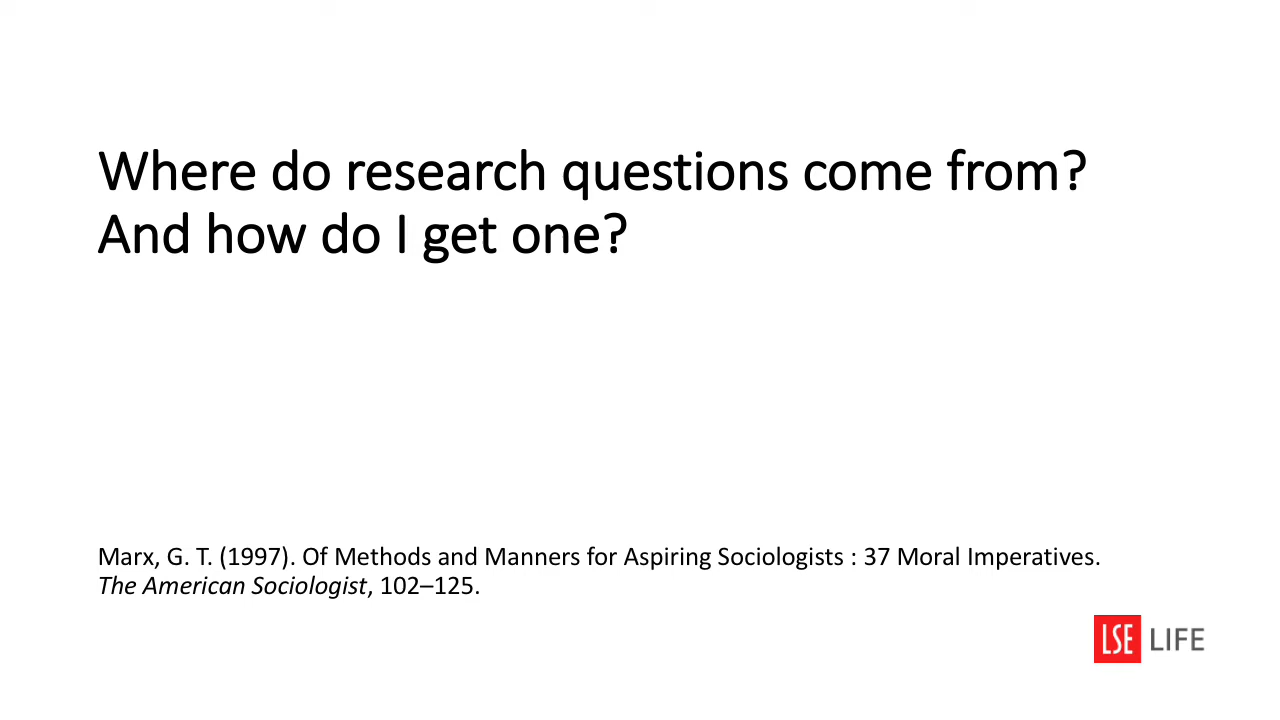 Where do research questions come from?
And how do I get one?
Marx, G. T. (1997). Of Methods and Manners for Aspiring Sociologists : 37 Moral Imperatives.
The American Sociologist, 102–125.
LSE LIFE